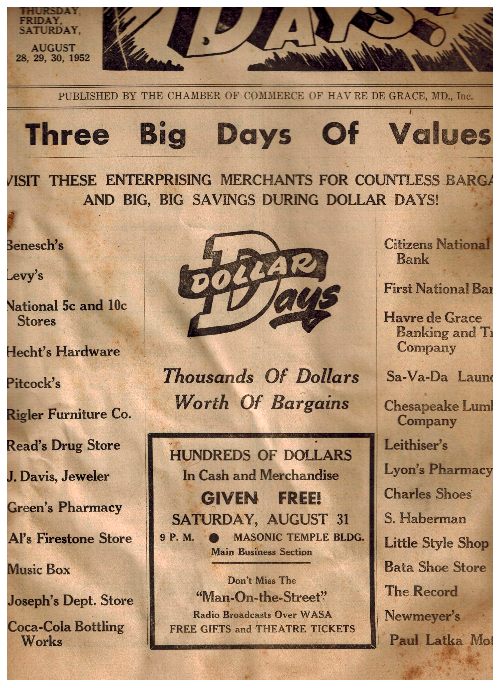 THURSDAY,
FRIDAY,
SATURDAY,
AUGUST
28, 29, 30, 1952
DAYS!
PUBLISHED BY THE CHAMBER OF COMMERCE OF HAVRE DE GRACE, MD., Inc.
Three Big Days Of Values
VISIT THESE ENTERPRISING MERCHANTS FOR COUNTLESS BARGA
AND BIG, BIG SAVINGS DURING DOLLAR DAYS!
Benesch's
Levy's
National 5c and 10c
Stores
Hecht's Hardware
Pitcock's
Rigler Furniture Co.
Read's Drug Store
J. Davis, Jeweler
Green's Pharmacy
Al's Firestone Store
Music Box
Joseph's Dept. Store
Coca-Cola Bottling
Works
DOLLAR
Days
Thousands Of Dollars
Worth Of Bargains
HUNDREDS OF DOLLARS
In Cash and Merchandise
GIVEN FREE!
SATURDAY, AUGUST 31
9 P. M. ● MASONIC TEMPLE BLDG.
Main Business Section
Don't Miss The
"Man-On-the-Street"
Radio Broadcasts Over WASA
FREE GIFTS and THEATRE TICKETS
Citizens National
Bank
First National Ban
Havre de Grace
Banking and Tr
Company
Sa-Va-Da Laun
Chesapeake Lum
Company
Leithiser's
Lyon's Pharmacy
Charles Shoes
S. Haberman
Little Style Shop
Bata Shoe Store
The Record
Newmeyer's
Paul Latka Mot